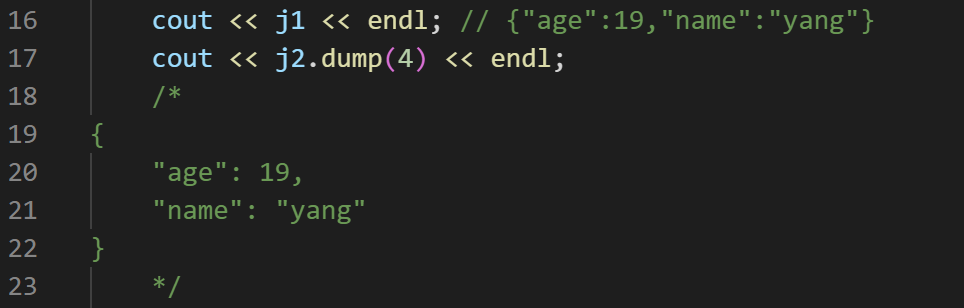 16 cout << j1 << endl; // {"age":19,"name":"yang"}
17 cout << j2.dump(4) << endl;
18 /*
19 {
20 "age": 19,
21 "name": "yang"
22 }
23 */